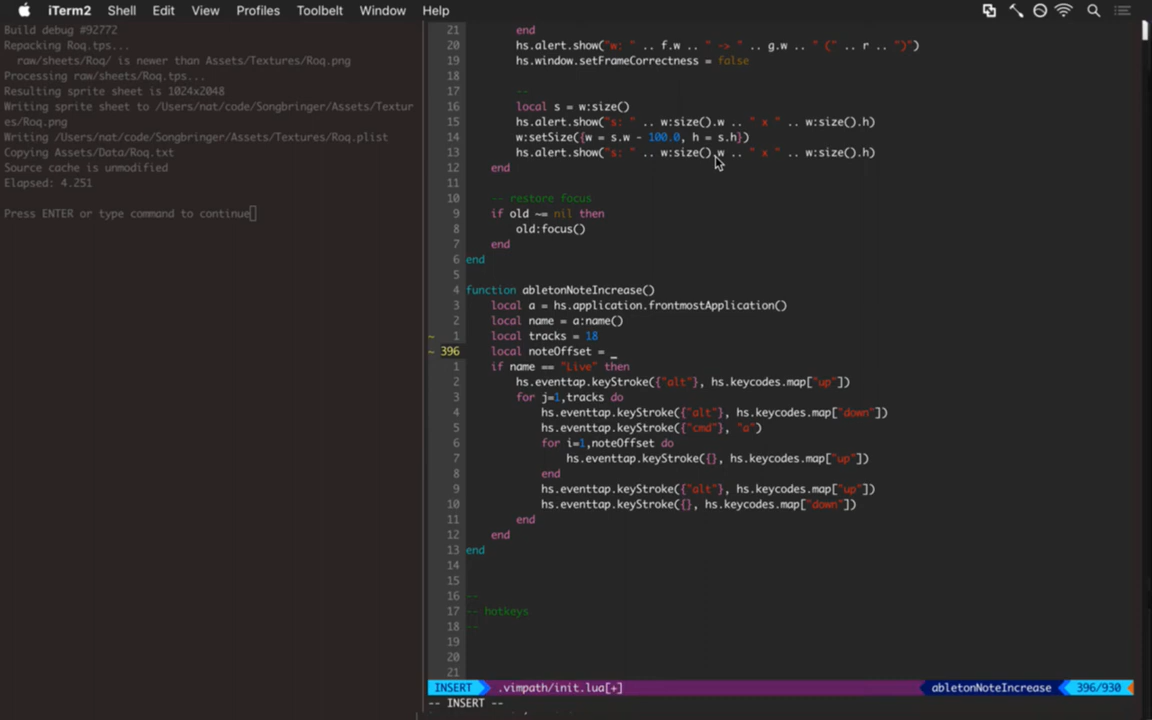 iTerm2 Shell Edit View Profiles Toolbelt Window Help
Build debug #92772
Repacking Roq.tps...
raw/sheets/Roq/ is newer than Assets/Textures/Roq.png
Processing raw/sheets/Roq.tps...
Resulting sprite sheet is 1024x2048
Writing sprite sheet to /Users/nat/code/Songbringer/Assets/Textur
es/Roq.png
Writing /Users/nat/code/Songbringer/Assets/Textures/Roq.plist
Copying Assets/Data/Roq.txt
Source cache is unmodified
Elapsed: 4.251
Press ENTER or type command to continue
21 end
20 hs.alert.show("w: " .. f.w .. " -> " .. g.w .. " (" .. r .. ")")
19 hs.window.setFrameCorrectness = false
18
17 --
16 local s = w:size()
15 hs.alert.show("s: " .. w:size().w .. " x " .. w:size().h)
14 w:setSize({w = s.w - 100.0, h = s.h})
13 hs.alert.show("s: " .. w:size().w .. " x " .. w:size().h)
12 end
11
10 -- restore focus
9 if old ~= nil then
8 old:focus()
7 end
6 end
5
4 function abletonNoteIncrease()
3 local a = hs.application.frontmostApplication()
2 local name = a:name()
~ 1 local tracks = 18
~ 396 local noteOffset = _
1 if name == "Live" then
2 hs.eventtap.keyStroke({"alt"}, hs.keycodes.map["up"])
3 for j=1,tracks do
4 hs.eventtap.keyStroke({"alt"}, hs.keycodes.map["down"])
5 hs.eventtap.keyStroke({"cmd"}, "a")
6 for i=1,noteOffset do
7 hs.eventtap.keyStroke({}, hs.keycodes.map["up"])
8 end
9 hs.eventtap.keyStroke({"alt"}, hs.keycodes.map["up"])
10 hs.eventtap.keyStroke({}, hs.keycodes.map["down"])
11 end
12 end
13 end
14
15
16 --
17 -- hotkeys
18 --
19
20
21
INSERT .vimpath/init.lua[+] abletonNoteIncrease 396/930
-- INSERT --